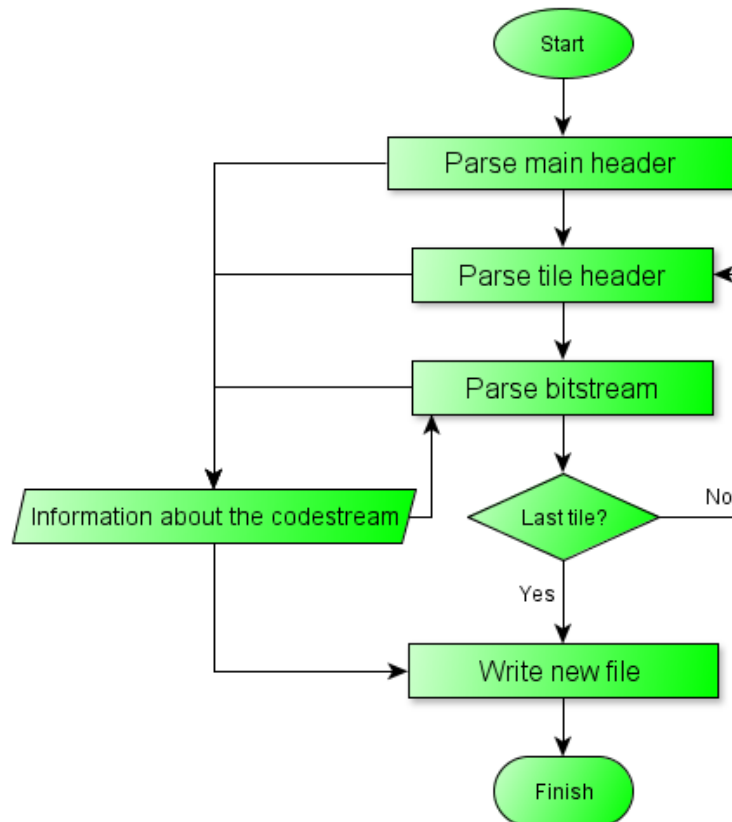 Start
Parse main header
Parse tile header
Parse bitstream
Information about the codestream
Last tile?
No
Yes
Write new file
Finish